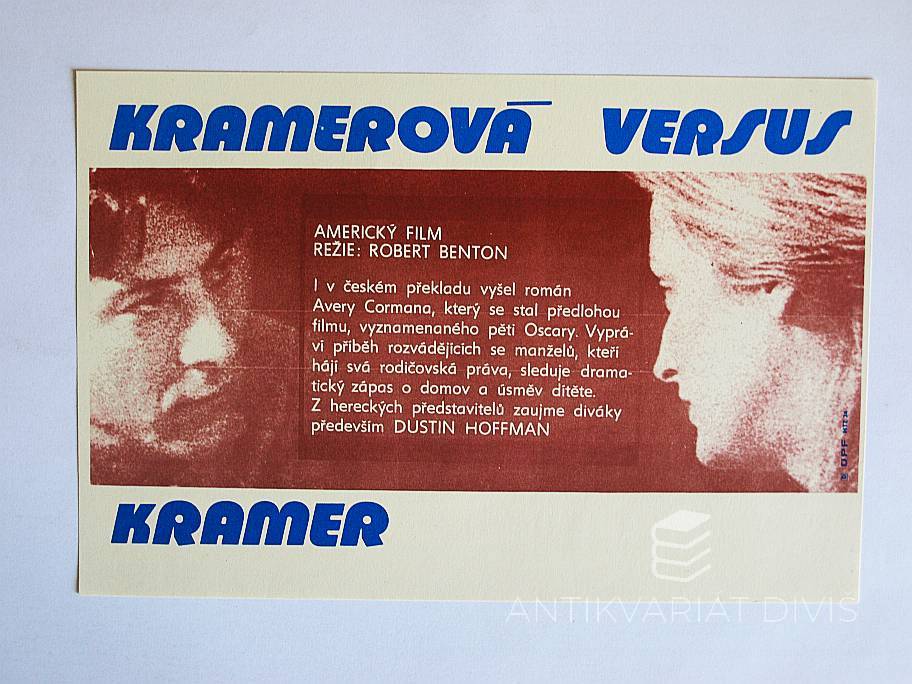 KRAMEROVÁ VERSUS
AMERICKÝ FILM
REŽIE: ROBERT BENTON
I v českém překladu vyšel román
Avery Cormana, který se stal předlohou
filmu, vyznamenaného pěti Oscary. Vyprá-
ví příběh rozvádějících se manželů, kteří
hájí svá rodičovská práva, sleduje drama-
tický zápas o domov a úsměv dítěte.
Z hereckých představitelů zaujme diváky
především DUSTIN HOFFMAN
KRAMER
ÚPF
ANTIKVARIÁT DIVIŠ